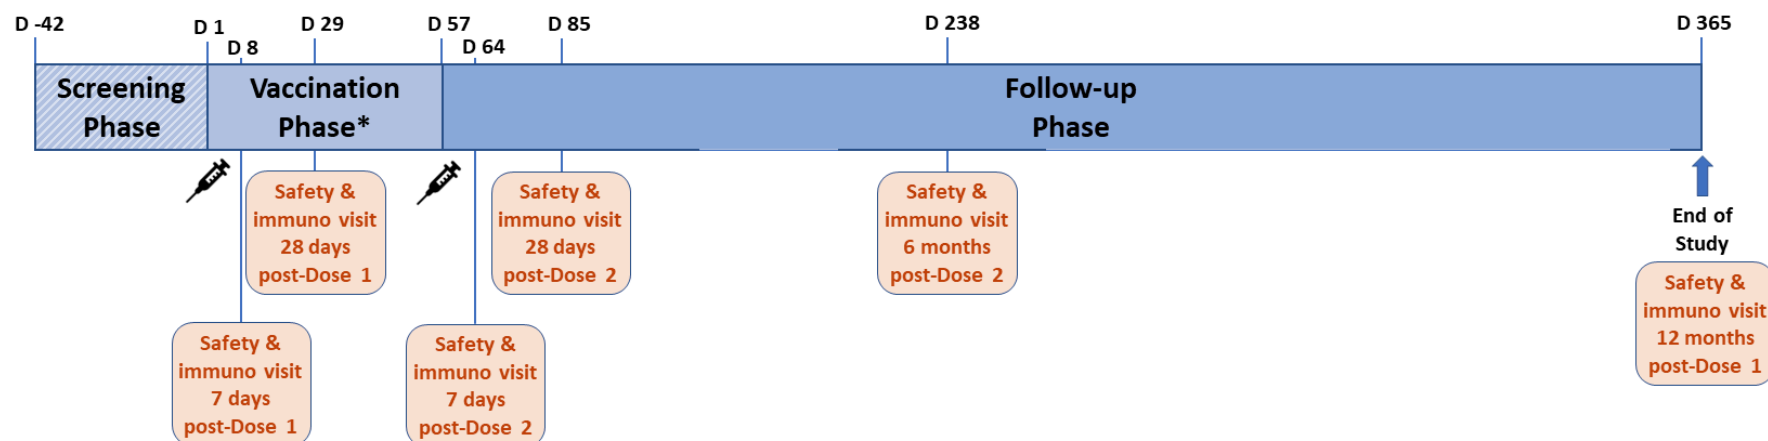 D -42
D 1
D 8
D 29
D 57
D 64
D 85
D 238
D 365
Screening
Phase
Vaccination
Phase*
Follow-up
Phase
Safety &
immuno visit
7 days
post-Dose 1
Safety &
immuno visit
28 days
post-Dose 1
Safety &
immuno visit
7 days
post-Dose 2
Safety &
immuno visit
28 days
post-Dose 2
Safety &
immuno visit
6 months
post-Dose 2
End of
Study
Safety &
immuno visit
12 months
post-Dose 1